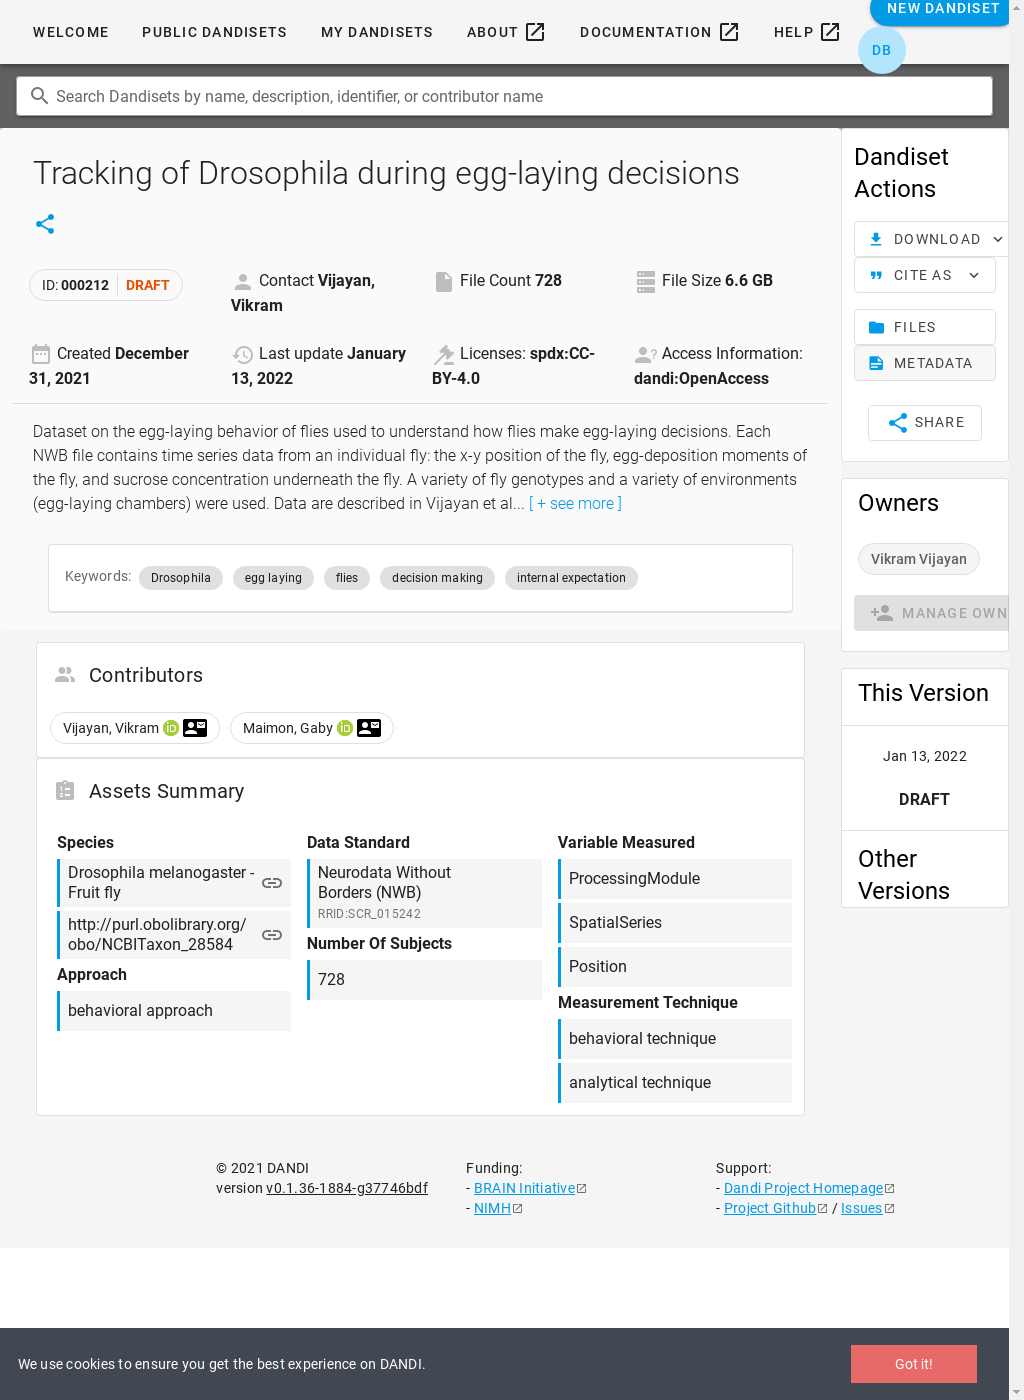 WELCOME PUBLIC DANDISETS MY DANDISETS ABOUT DOCUMENTATION HELP NEW DANDISET
DB
Search Dandisets by name, description, identifier, or contributor name
Tracking of Drosophila during egg-laying decisions
ID: 000212 DRAFT
Contact Vijayan,
Vikram
File Count 728
File Size 6.6 GB
Created December
31, 2021
Last update January
13, 2022
Licenses: spdx:CC-
BY-4.0
Access Information:
dandi:OpenAccess
Dataset on the egg-laying behavior of flies used to understand how flies make egg-laying decisions. Each
NWB file contains time series data from an individual fly: the x-y position of the fly, egg-deposition moments of
the fly, and sucrose concentration underneath the fly. A variety of fly genotypes and a variety of environments
(egg-laying chambers) were used. Data are described in Vijayan et al... [ + see more ]
Keywords: Drosophila egg laying flies decision making internal expectation
Contributors
Vijayan, Vikram iD Maimon, Gaby iD
Assets Summary
Species
Drosophila melanogaster -
Fruit fly
http://purl.obolibrary.org/
obo/NCBITaxon_28584
Approach
behavioral approach
Data Standard
Neurodata Without
Borders (NWB)
RRID:SCR_015242
Number Of Subjects
728
Variable Measured
ProcessingModule
SpatialSeries
Position
Measurement Technique
behavioral technique
analytical technique
Dandiset
Actions
DOWNLOAD
CITE AS
FILES
METADATA
SHARE
Owners
Vikram Vijayan
MANAGE OWN
This Version
Jan 13, 2022
DRAFT
Other
Versions
© 2021 DANDI
version v0.1.36-1884-g37746bdf
Funding:
- BRAIN Initiative
- NIMH
Support:
- Dandi Project Homepage
- Project Github / Issues
We use cookies to ensure you get the best experience on DANDI.
Got it!